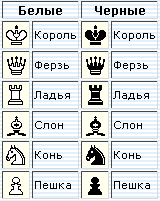 Белые Черные
Король Король
Ферзь Ферзь
Ладья Ладья
Слон Слон
Конь Конь
Пешка Пешка